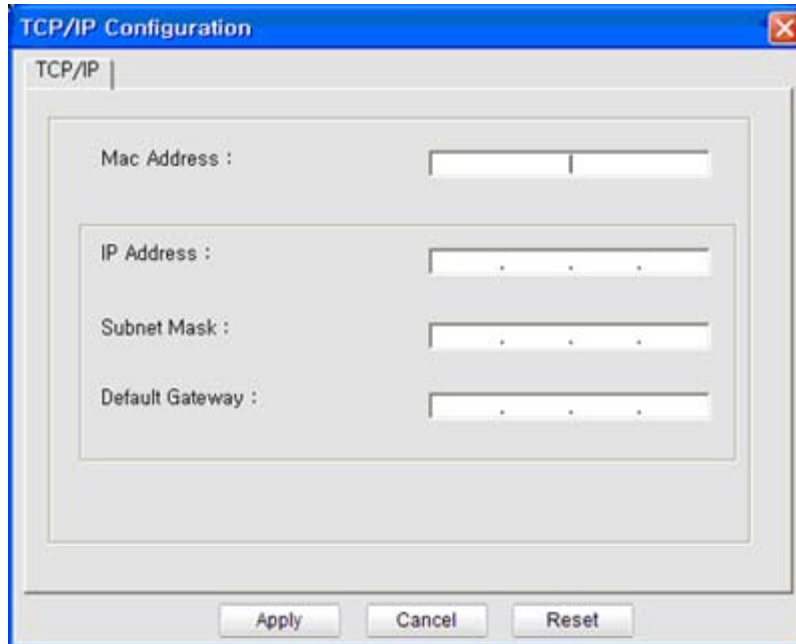 TCP/IP Configuration
TCP/IP
Mac Address :
IP Address :
. . .
Subnet Mask :
. . .
Default Gateway :
. . .
Apply Cancel Reset